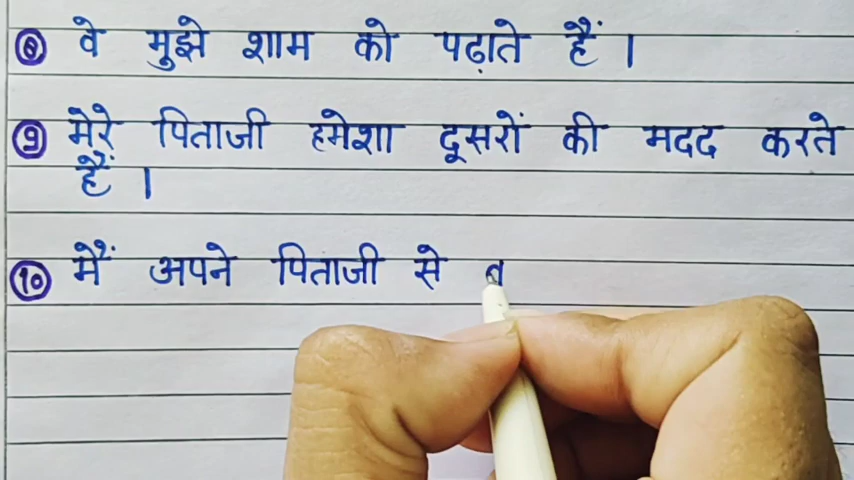 ⑧ वे मुझे शाम को पढ़ाते हैं ।
⑨ मेरे पिताजी हमेशा दूसरों की मदद करते
हैं ।
⑩ मैं अपने पिताजी से